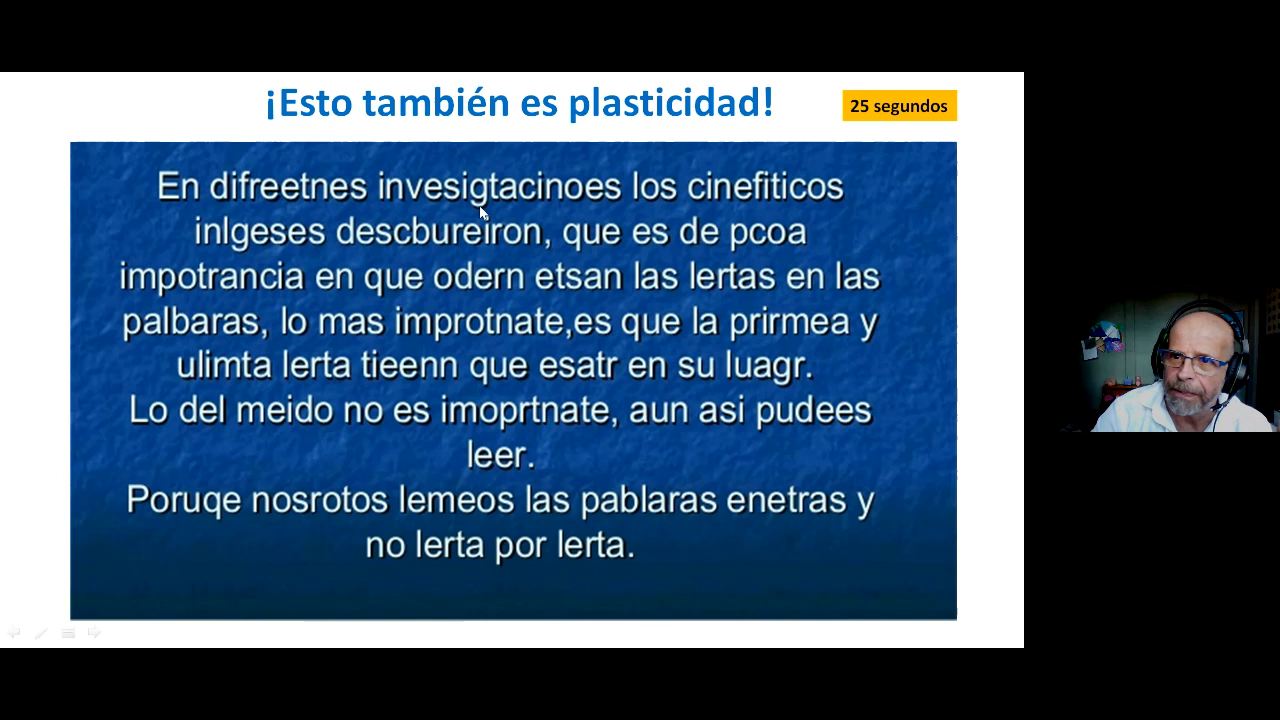 ¡Esto también es plasticidad!
25 segundos
En difreetnes invesigtacinoes los cinefiticos
inlgeses descbureiron, que es de pcoa
impotrancia en que odern etsan las lertas en las
palbaras, lo mas improtnate,es que la prirmea y
ulimta lerta tieenn que esatr en su luagr.
Lo del meido no es imoprtnate, aun asi pudees
leer.
Poruqe nosrotos lemeos las pablaras enetras y
no lerta por lerta.